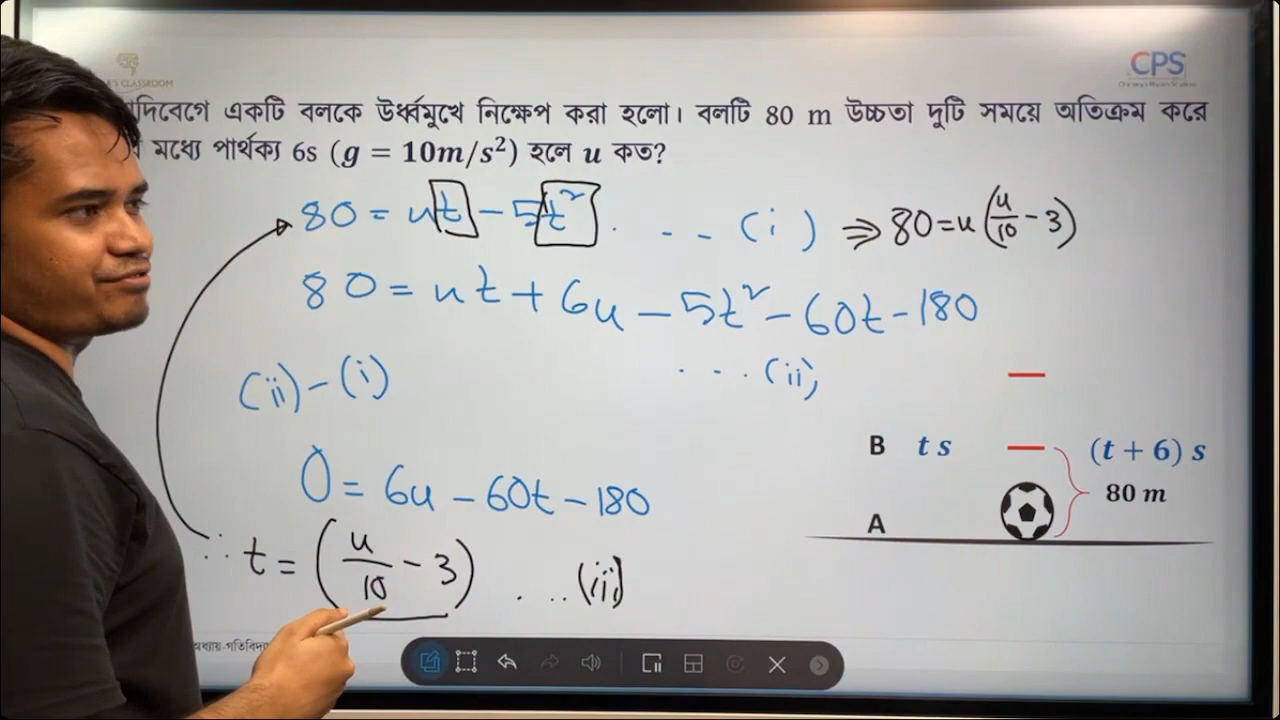 CLASSROOM
CPS
একটি বলকে উর্ধ্বমুখে নিক্ষেপ করা হলো। বলটি 80 m উচ্চতা দুটি সময়ে অতিক্রম করে
মধ্যে পার্থক্য 6s (g = 10m/s²) হলে u কত?
80 = ut - 5t² . . - - (i) ⇒ 80 = u(u/10 - 3)
80 = ut + 6u - 5t² - 60t - 180
(ii) - (i) . . . (ii)
B t s (t + 6) s
80 m
0 = 6u - 60t - 180
A
∴ t = (u/10 - 3) . . . (ii)